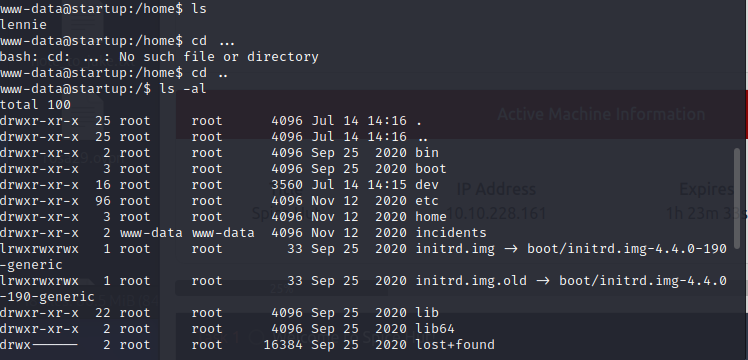 www-data@startup:/home$ ls
lennie
www-data@startup:/home$ cd ...
bash: cd: ...: No such file or directory
www-data@startup:/home$ cd ..
www-data@startup:/$ ls -al
total 100
drwxr-xr-x  25 root     root      4096 Jul 14 14:16 .
drwxr-xr-x  25 root     root      4096 Jul 14 14:16 ..
drwxr-xr-x   2 root     root      4096 Sep 25  2020 bin
drwxr-xr-x   3 root     root      4096 Sep 25  2020 boot
drwxr-xr-x  16 root     root      3560 Jul 14 14:15 dev
drwxr-xr-x  96 root     root      4096 Nov 12  2020 etc
drwxr-xr-x   3 root     root      4096 Nov 12  2020 home
drwxr-xr-x   2 www-data www-data  4096 Nov 12  2020 incidents
lrwxrwxrwx   1 root     root        33 Sep 25  2020 initrd.img → boot/initrd.img-4.4.0-190
-generic
lrwxrwxrwx   1 root     root        33 Sep 25  2020 initrd.img.old → boot/initrd.img-4.4.0
-190-generic
drwxr-xr-x  22 root     root      4096 Sep 25  2020 lib
drwxr-xr-x   2 root     root      4096 Sep 25  2020 lib64
drwx------   2 root     root     16384 Sep 25  2020 lost+found
Active Machine Information
IP Address
Expires
10.10.228.161
1h 23m 33s